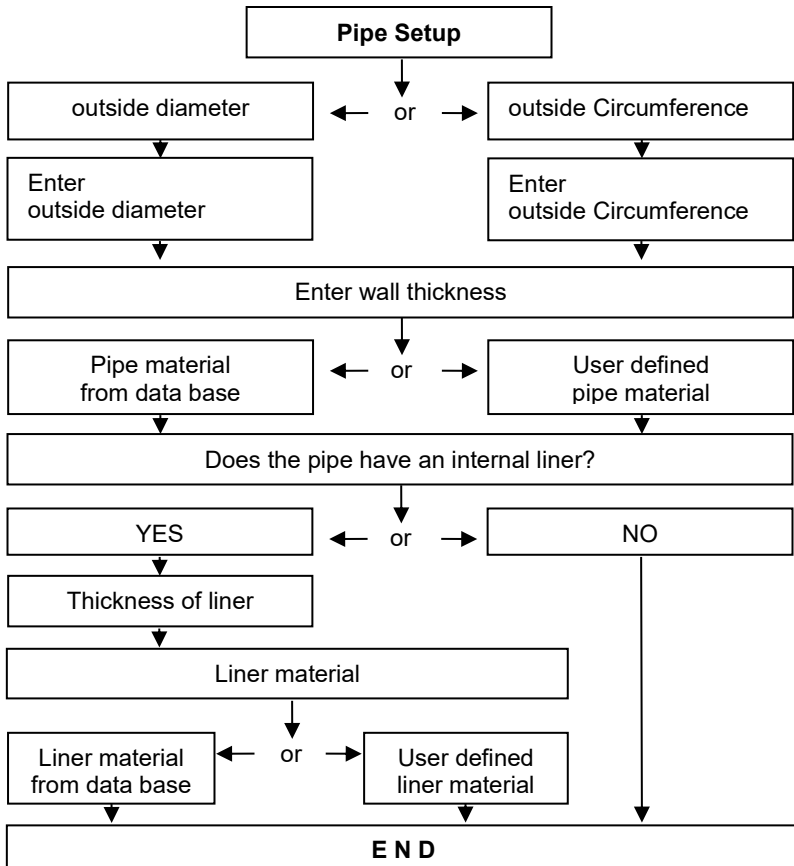 Pipe Setup
outside diameter
or
outside Circumference
Enter
outside diameter
Enter
outside Circumference
Enter wall thickness
Pipe material
from data base
or
User defined
pipe material
Does the pipe have an internal liner?
YES
or
NO
Thickness of liner
Liner material
Liner material
from data base
or
User defined
liner material
E N D